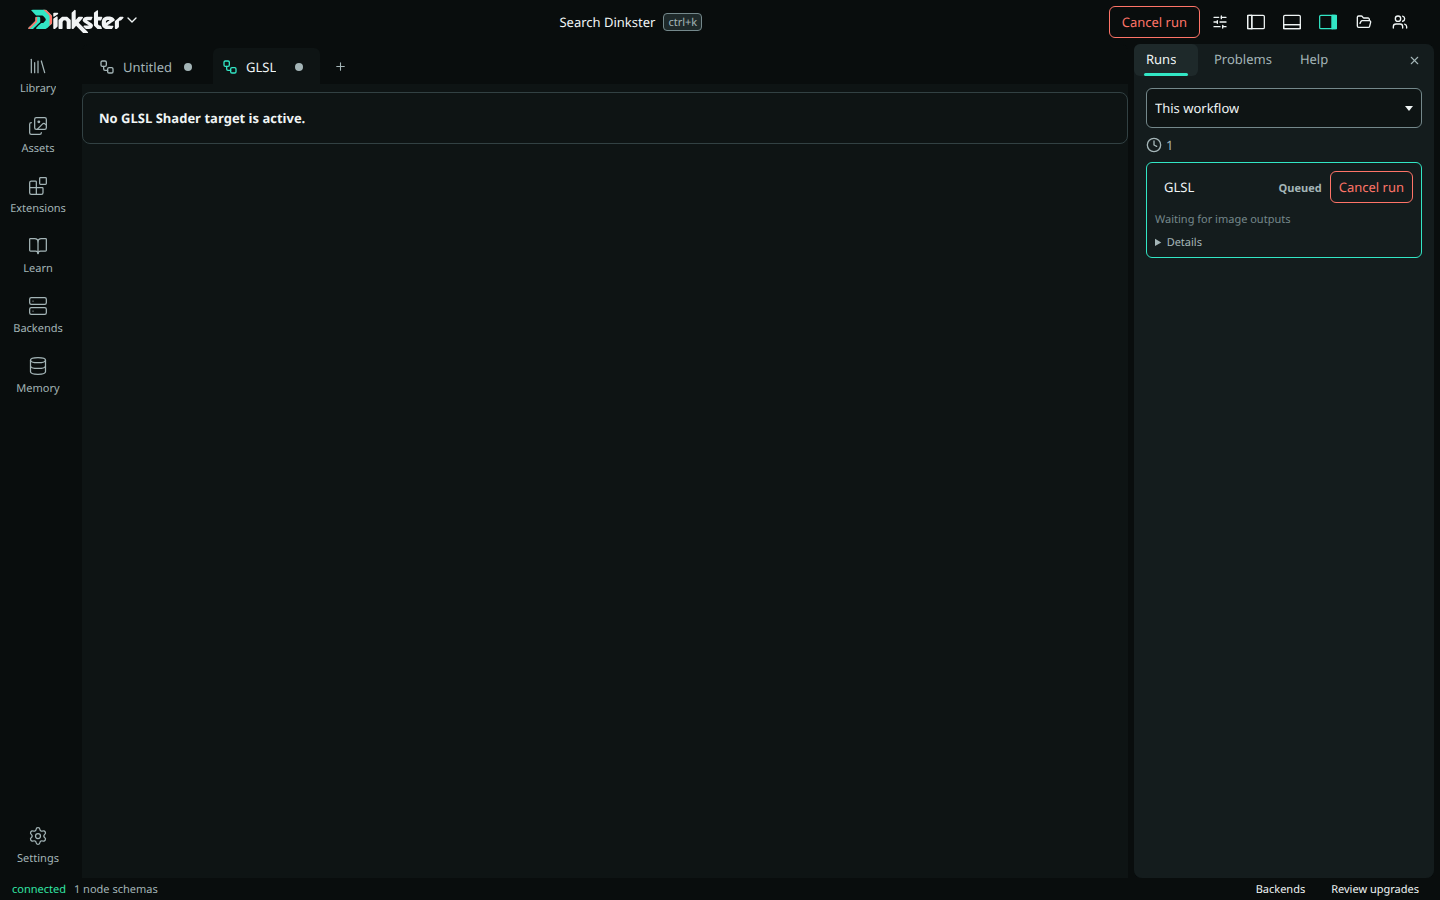 Dinkster
Search Dinkster ctrl+k
Cancel run
Library
Assets
Extensions
Learn
Backends
Memory
Settings
Untitled
GLSL
No GLSL Shader target is active.
Runs
Problems
Help
This workflow
1
GLSL Queued Cancel run
Waiting for image outputs
Details
connected 1 node schemas
Backends
Review upgrades